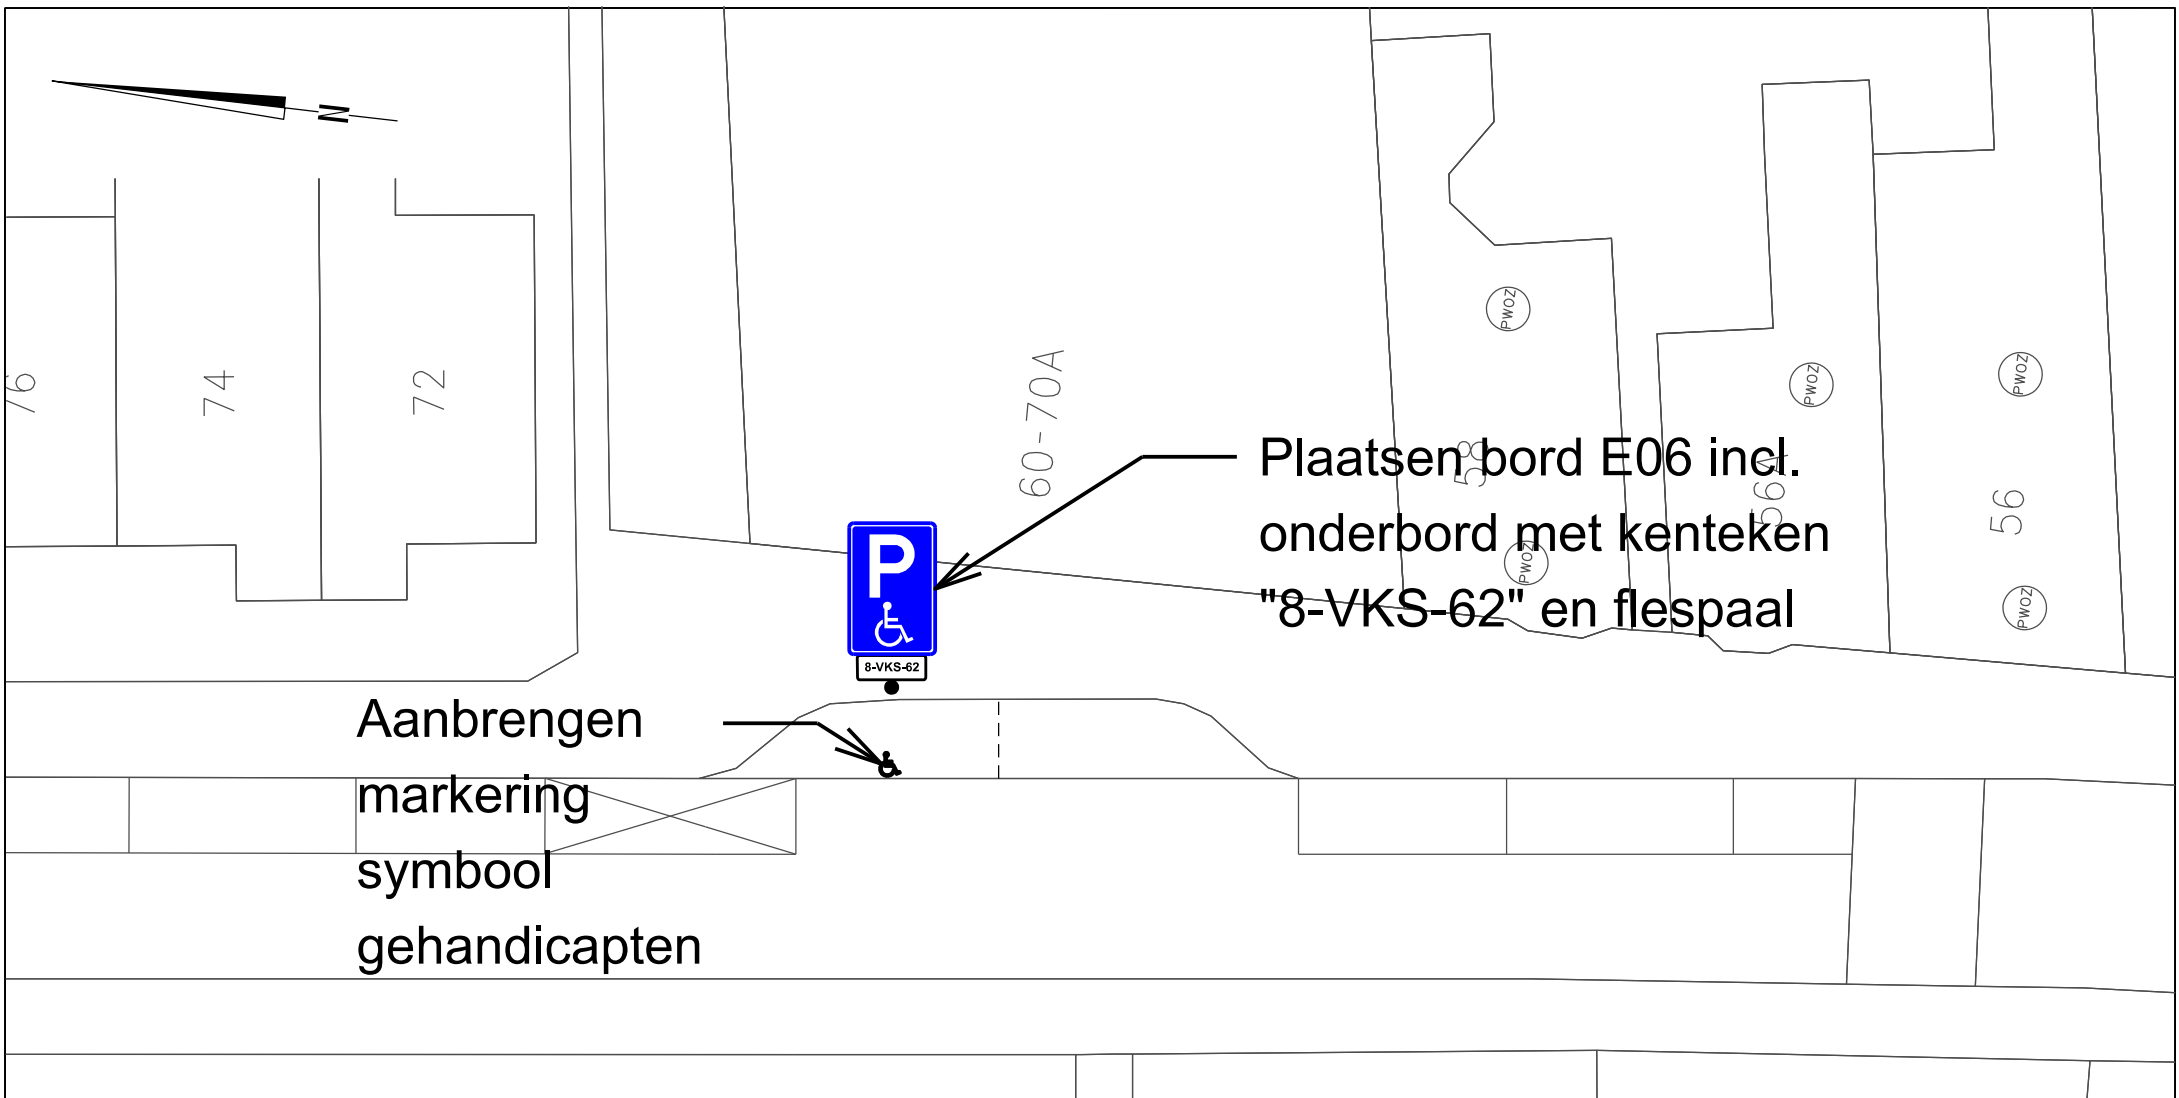 N
76
74
72
60-70A
58
56A
56
PWOZ
PWOZ
PWOZ
PWOZ
PWOZ
Plaatsen bord E06 incl.
onderbord met kenteken
"8-VKS-62" en flespaal
P
8-VKS-62
Aanbrengen
markering
symbool
gehandicapten